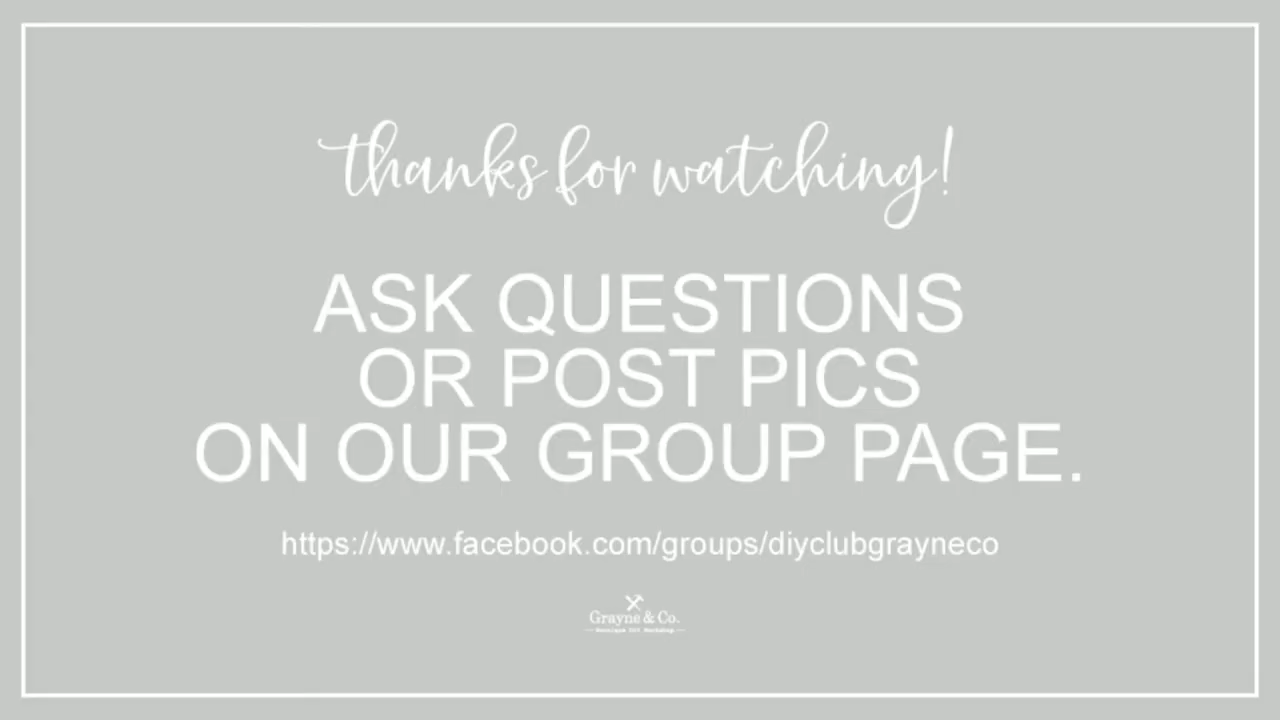 thanks for watching!
ASK QUESTIONS
OR POST PICS
ON OUR GROUP PAGE.
https://www.facebook.com/groups/diyclubgrayneco
Grayne & Co.